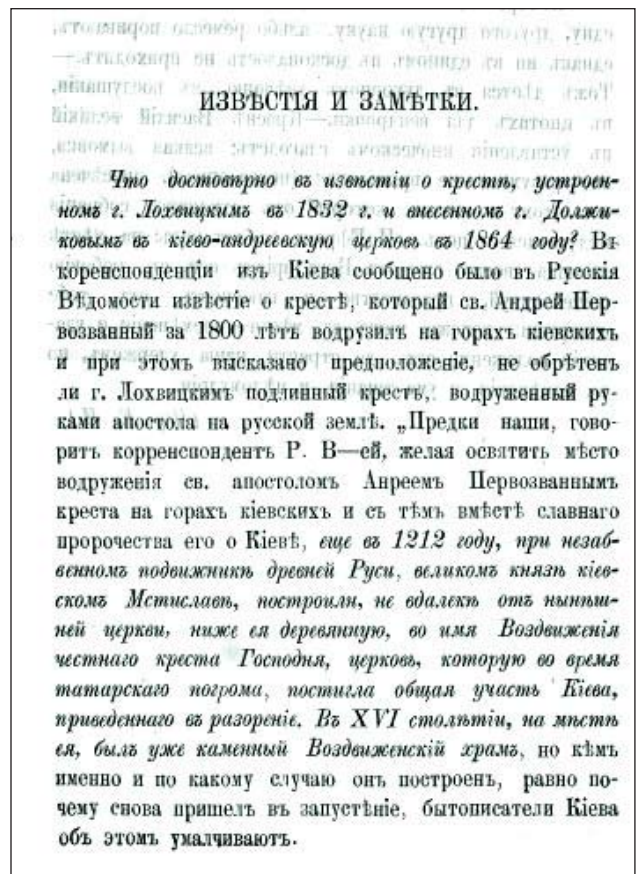 ИЗВѢСТІЯ И ЗАМѢТКИ.
Что достовѣрно въ извѣстіи о крестѣ, устроен-
номъ г. Лохвицкимъ въ 1832 г. и внесенномъ г. Должи-
ковымъ въ кіево-андреевскую церковь въ 1864 году? Въ
коренспонденціи изъ Кіева сообщено было въ Русскія
Вѣдомости извѣстіе о крестѣ, который св. Андрей Пер-
возванный за 1800 лѣтъ водрузилъ на горахъ кіевскихъ
и при этомъ высказано предположеніе, не обрѣтенъ
ли г. Лохвицкимъ подлинный крестъ, водруженный ру-
ками апостола на русской землѣ. „Предки наши, гово-
ритъ корренспондентъ Р. В—ей, желая освятить мѣсто
водруженія св. апостоломъ Анреемъ Первозваннымъ
креста на горахъ кіевскихъ и съ тѣмъ вмѣстѣ славнаго
пророчества его о Кіевѣ, еще въ 1212 году, при незаб-
венномъ подвижникѣ древней Руси, великомъ князѣ кіев-
скомъ Мстиславѣ, построили, не вдалекѣ отъ нынѣш-
ней церкви, ниже ея деревянную, во имя Воздвиженія
честнаго креста Господня, церковь, которую во время
татарскаго погрома, постигла общая участь Кіева,
приведеннаго въ разореніе. Въ XVI столѣтіи, на мѣстѣ
ея, былъ уже каменный Воздвиженскій храмъ, но кѣмъ
именно и по какому случаю онъ построенъ, равно по-
чему снова пришелъ въ запустѣніе, бытописатели Кіева
объ этомъ умалчиваютъ.